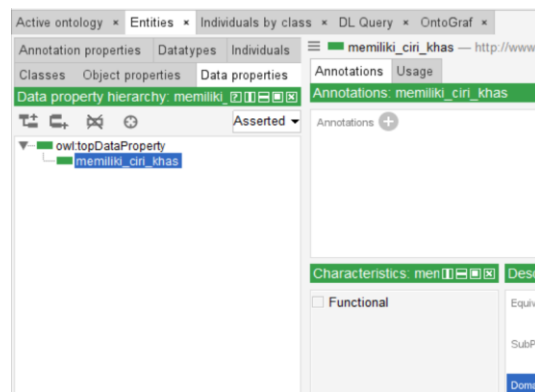 Active ontology × Entities × Individuals by class × DL Query × OntoGraf ×
Annotation properties Datatypes Individuals
Classes Object properties Data properties
Data property hierarchy: memiliki_
Asserted
owl:topDataProperty
memiliki_ciri_khas
memiliki_ciri_khas — http://www
Annotations Usage
Annotations: memiliki_ciri_khas
Annotations
Characteristics: men
Functional
Desc
Equiv
SubP
Doma